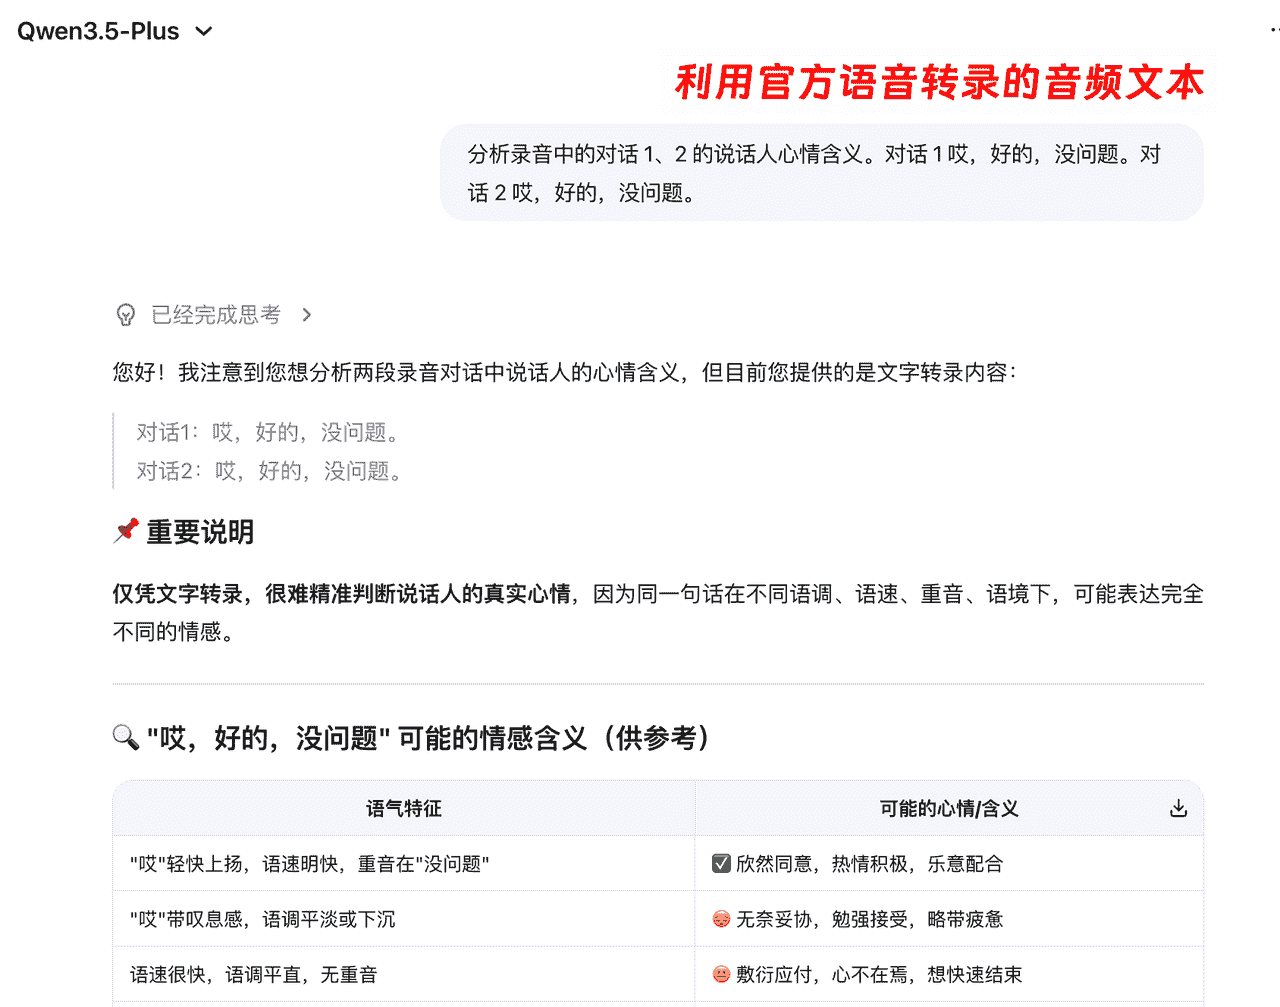 Qwen3.5-Plus
利用官方语音转录的音频文本
分析录音中的对话 1、2 的说话人心情含义。对话 1 哎，好的，没问题。对
话 2 哎，好的，没问题。
已经完成思考
您好！我注意到您想分析两段录音对话中说话人的心情含义，但目前您提供的是文字转录内容：
对话1：哎，好的，没问题。
对话2：哎，好的，没问题。
📌 重要说明
仅凭文字转录，很难精准判断说话人的真实心情，因为同一句话在不同语调、语速、重音、语境下，可能表达完全
不同的情感。
🔍 "哎，好的，没问题" 可能的情感含义（供参考）
语气特征 可能的心情/含义
"哎"轻快上扬，语速明快，重音在"没问题" ✅ 欣然同意，热情积极，乐意配合
"哎"带叹息感，语调平淡或下沉 无奈妥协，勉强接受，略带疲惫
语速很快，语调平直，无重音 敷衍应付，心不在焉，想快速结束